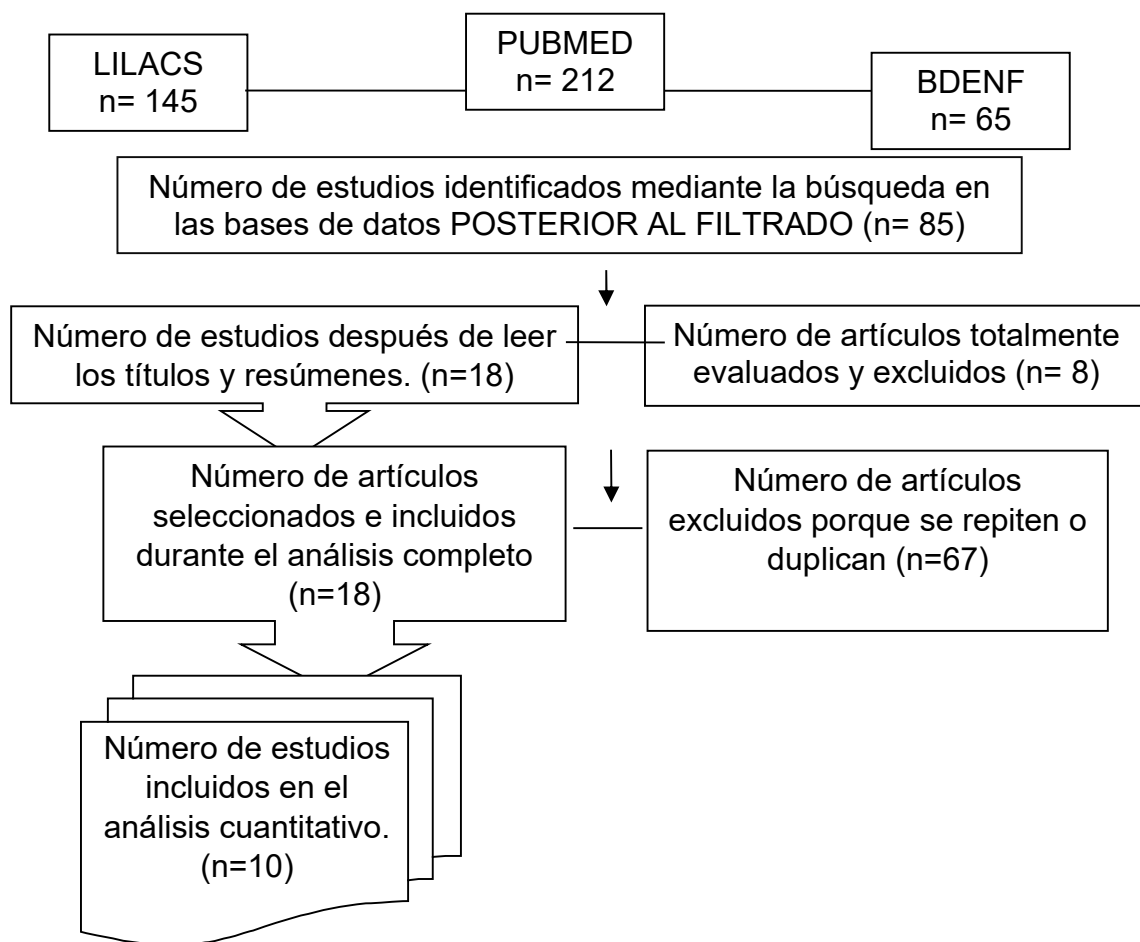 LILACS
n= 145
PUBMED
n= 212
BDENF
n= 65
Número de estudios identificados mediante la búsqueda en
las bases de datos POSTERIOR AL FILTRADO (n= 85)
Número de estudios después de leer
los títulos y resúmenes. (n=18)
Número de artículos totalmente
evaluados y excluidos (n= 8)
Número de artículos
seleccionados e incluidos
durante el análisis completo
(n=18)
Número de artículos
excluidos porque se repiten o
duplican (n=67)
Número de estudios
incluidos en el
análisis cuantitativo.
(n=10)